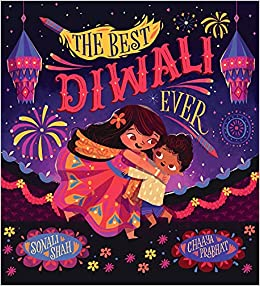 THE BEST
DIWALI
EVER
SONALI
SHAH
CHAAYA
PRABHAT